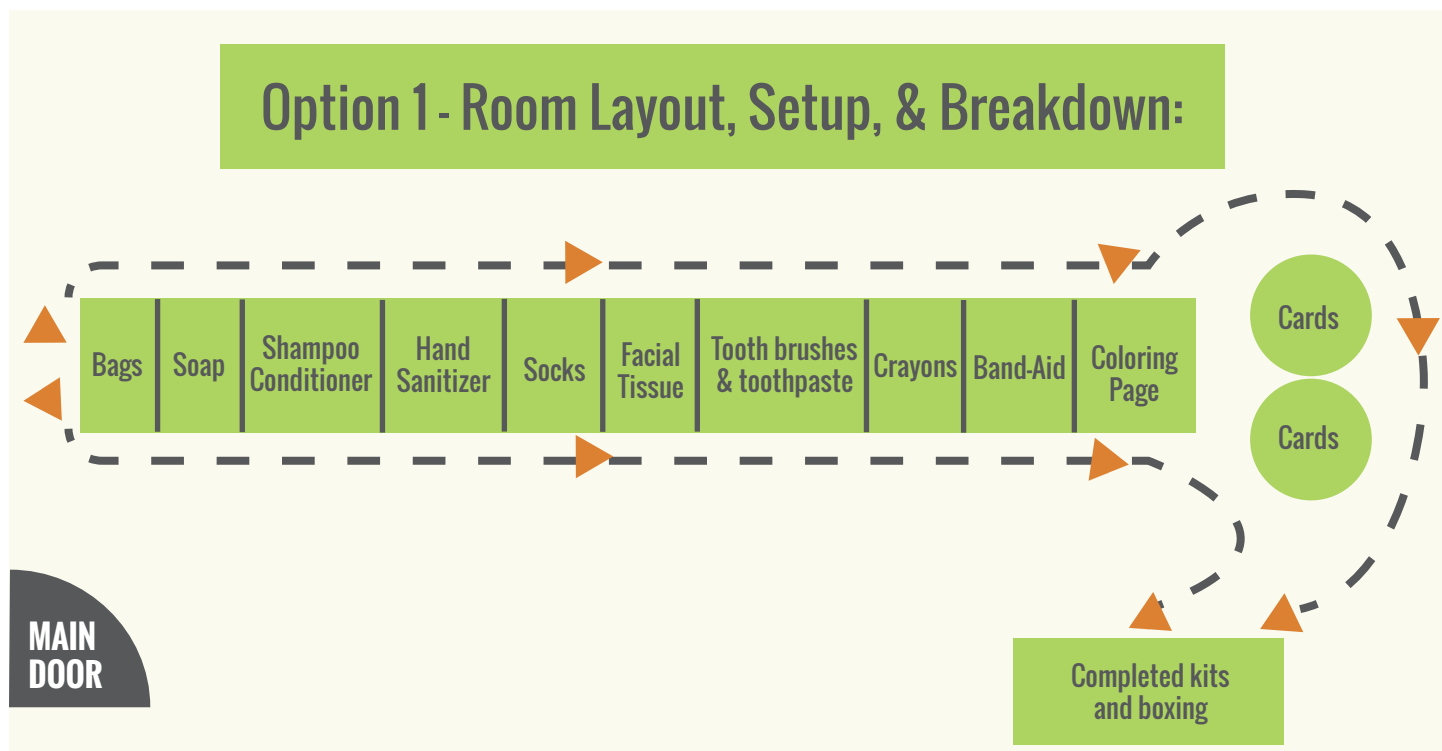 Option 1 - Room Layout, Setup, & Breakdown:
Bags
Soap
Shampoo
Conditioner
Hand
Sanitizer
Socks
Facial
Tissue
Tooth brushes
& toothpaste
Crayons
Band-Aid
Coloring
Page
Cards
Cards
MAIN
DOOR
Completed kits
and boxing